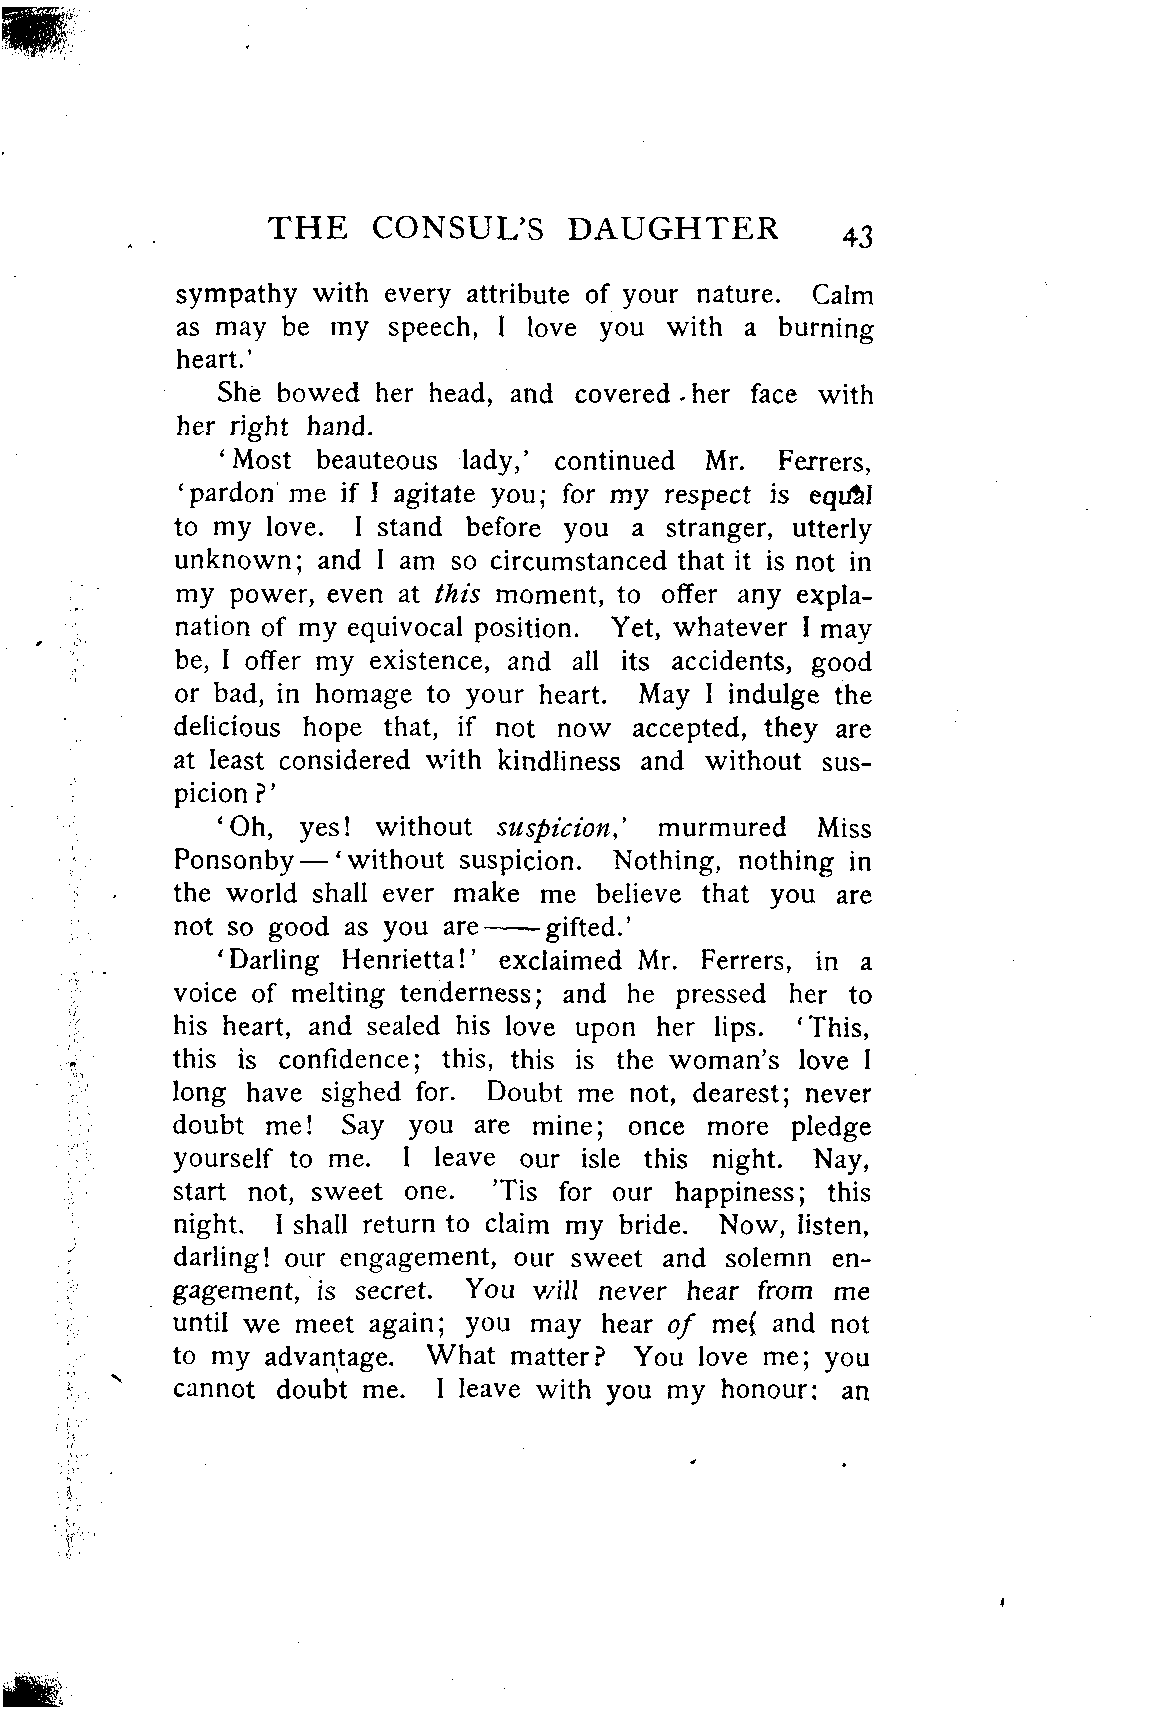 THE CONSUL'S DAUGHTER 43
sympathy with every attribute of your nature. Calm
as may be my speech, I love you with a burning
heart.'
She bowed her head, and covered her face with
her right hand.
'Most beauteous lady,' continued Mr. Ferrers,
'pardon me if I agitate you; for my respect is equal
to my love. I stand before you a stranger, utterly
unknown; and I am so circumstanced that it is not in
my power, even at this moment, to offer any expla-
nation of my equivocal position. Yet, whatever I may
be, I offer my existence, and all its accidents, good
or bad, in homage to your heart. May I indulge the
delicious hope that, if not now accepted, they are
at least considered with kindliness and without sus-
picion?'
'Oh, yes! without suspicion,' murmured Miss
Ponsonby—'without suspicion. Nothing, nothing in
the world shall ever make me believe that you are
not so good as you are——gifted.'
'Darling Henrietta!' exclaimed Mr. Ferrers, in a
voice of melting tenderness; and he pressed her to
his heart, and sealed his love upon her lips. 'This,
this is confidence; this, this is the woman's love I
long have sighed for. Doubt me not, dearest; never
doubt me! Say you are mine; once more pledge
yourself to me. I leave our isle this night. Nay,
start not, sweet one. 'Tis for our happiness; this
night. I shall return to claim my bride. Now, listen,
darling! our engagement, our sweet and solemn en-
gagement, is secret. You will never hear from me
until we meet again; you may hear of me; and not
to my advantage. What matter? You love me; you
cannot doubt me. I leave with you my honour: an